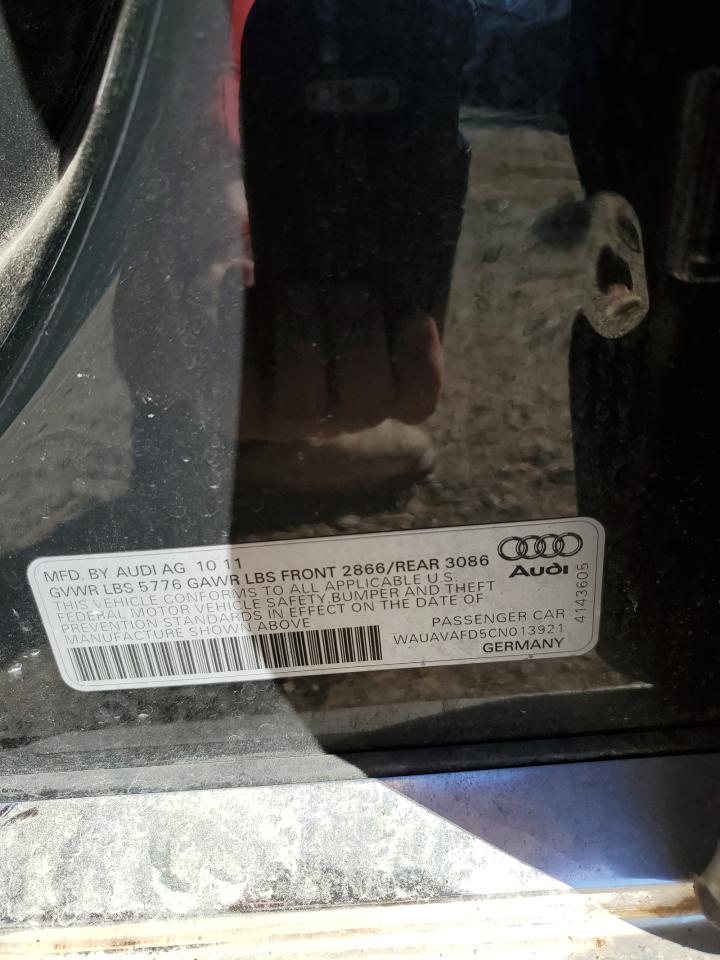 MFD. BY AUDI AG 10 11
GVWR LBS 5776 GAWR LBS FRONT 2866/REAR 3086
THIS VEHICLE CONFORMS TO ALL APPLICABLE U.S.
FEDERAL MOTOR VEHICLE SAFETY BUMPER AND THEFT
PREVENTION STANDARDS IN EFFECT ON THE DATE OF
MANUFACTURE SHOWN ABOVE
Audi
PASSENGER CAR
WAUAVAFD5CN013921
GERMANY
4143605